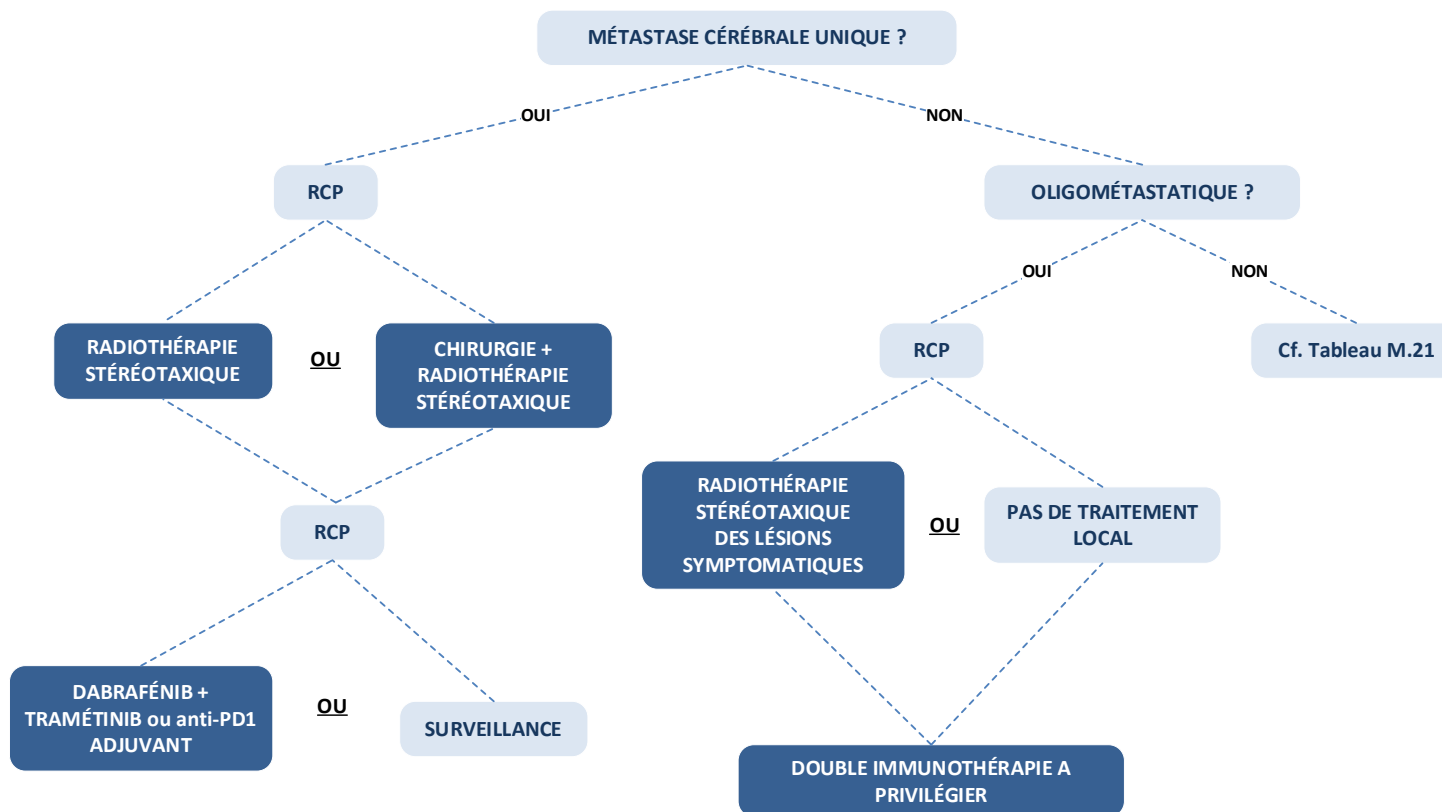 MÉTASTASE CÉRÉBRALE UNIQUE ?
OUI
NON
RCP
OLIGOMÉTASTATIQUE ?
OUI
NON
RADIOTHÉRAPIE
STÉRÉOTAXIQUE
OU
CHIRURGIE +
RADIOTHÉRAPIE
STÉRÉOTAXIQUE
RCP
Cf. Tableau M.21
RCP
RADIOTHÉRAPIE
STÉRÉOTAXIQUE
DES LÉSIONS
SYMPTOMATIQUES
OU
PAS DE TRAITEMENT
LOCAL
DABRAFÉNIB +
TRAMÉTINIB ou anti-PD1
ADJUVANT
OU
SURVEILLANCE
DOUBLE IMMUNOTHÉRAPIE A
PRIVILÉGIER